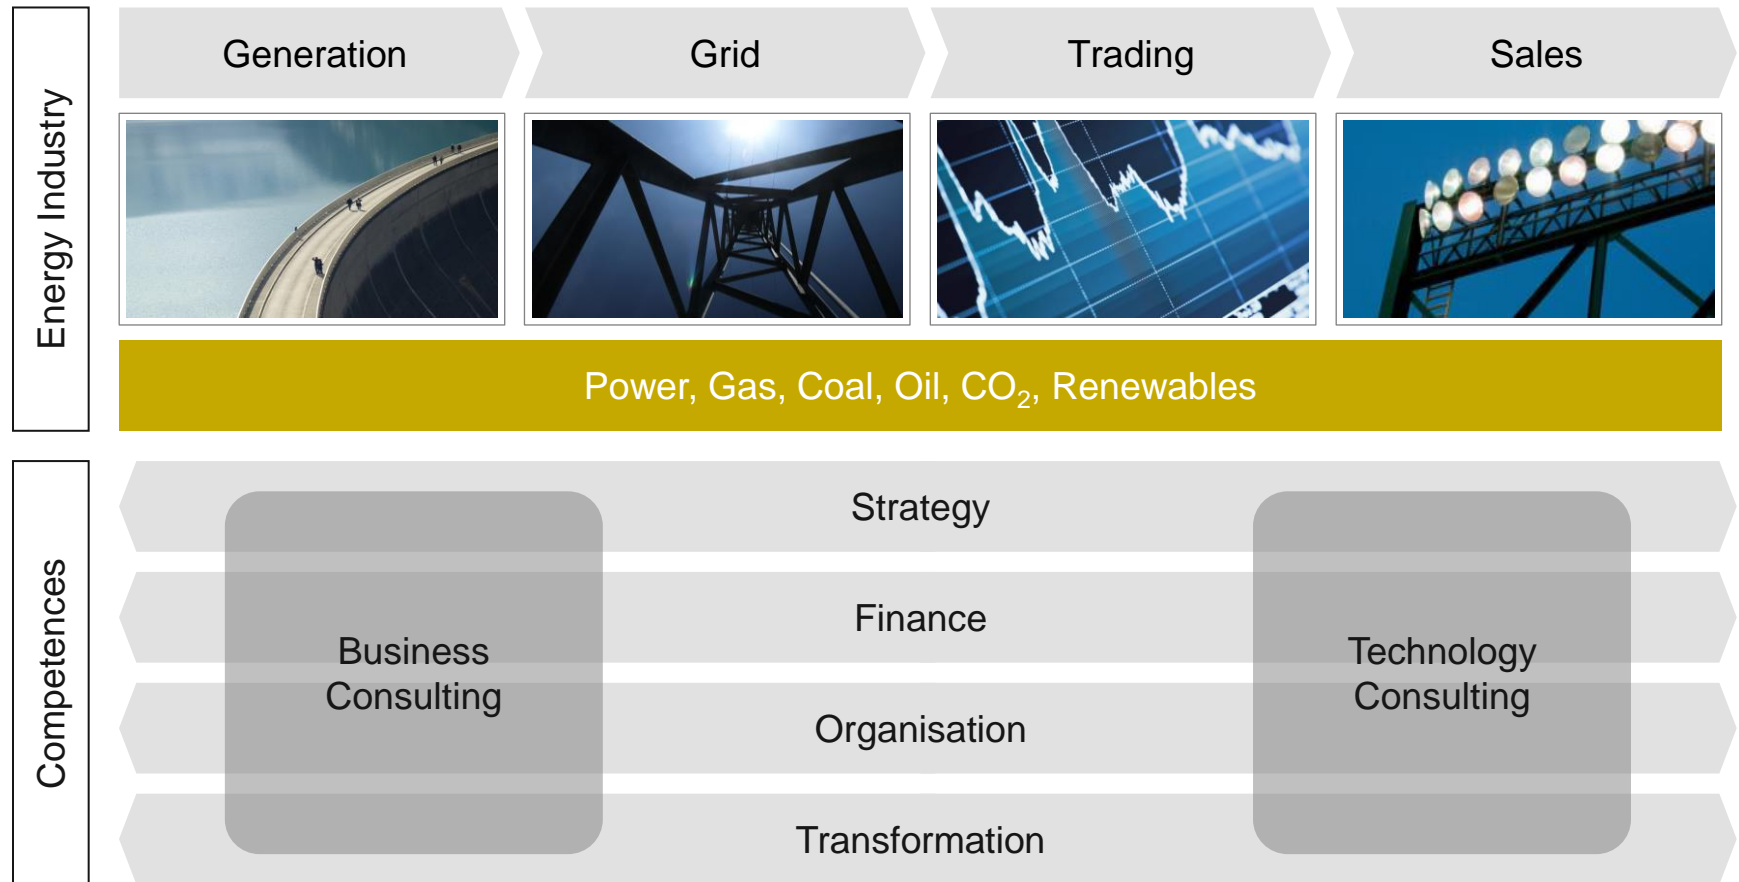 Energy Industry
Generation
Grid
Trading
Sales
Power, Gas, Coal, Oil, CO₂, Renewables
Competences
Strategy
Finance
Organisation
Transformation
Business
Consulting
Technology
Consulting